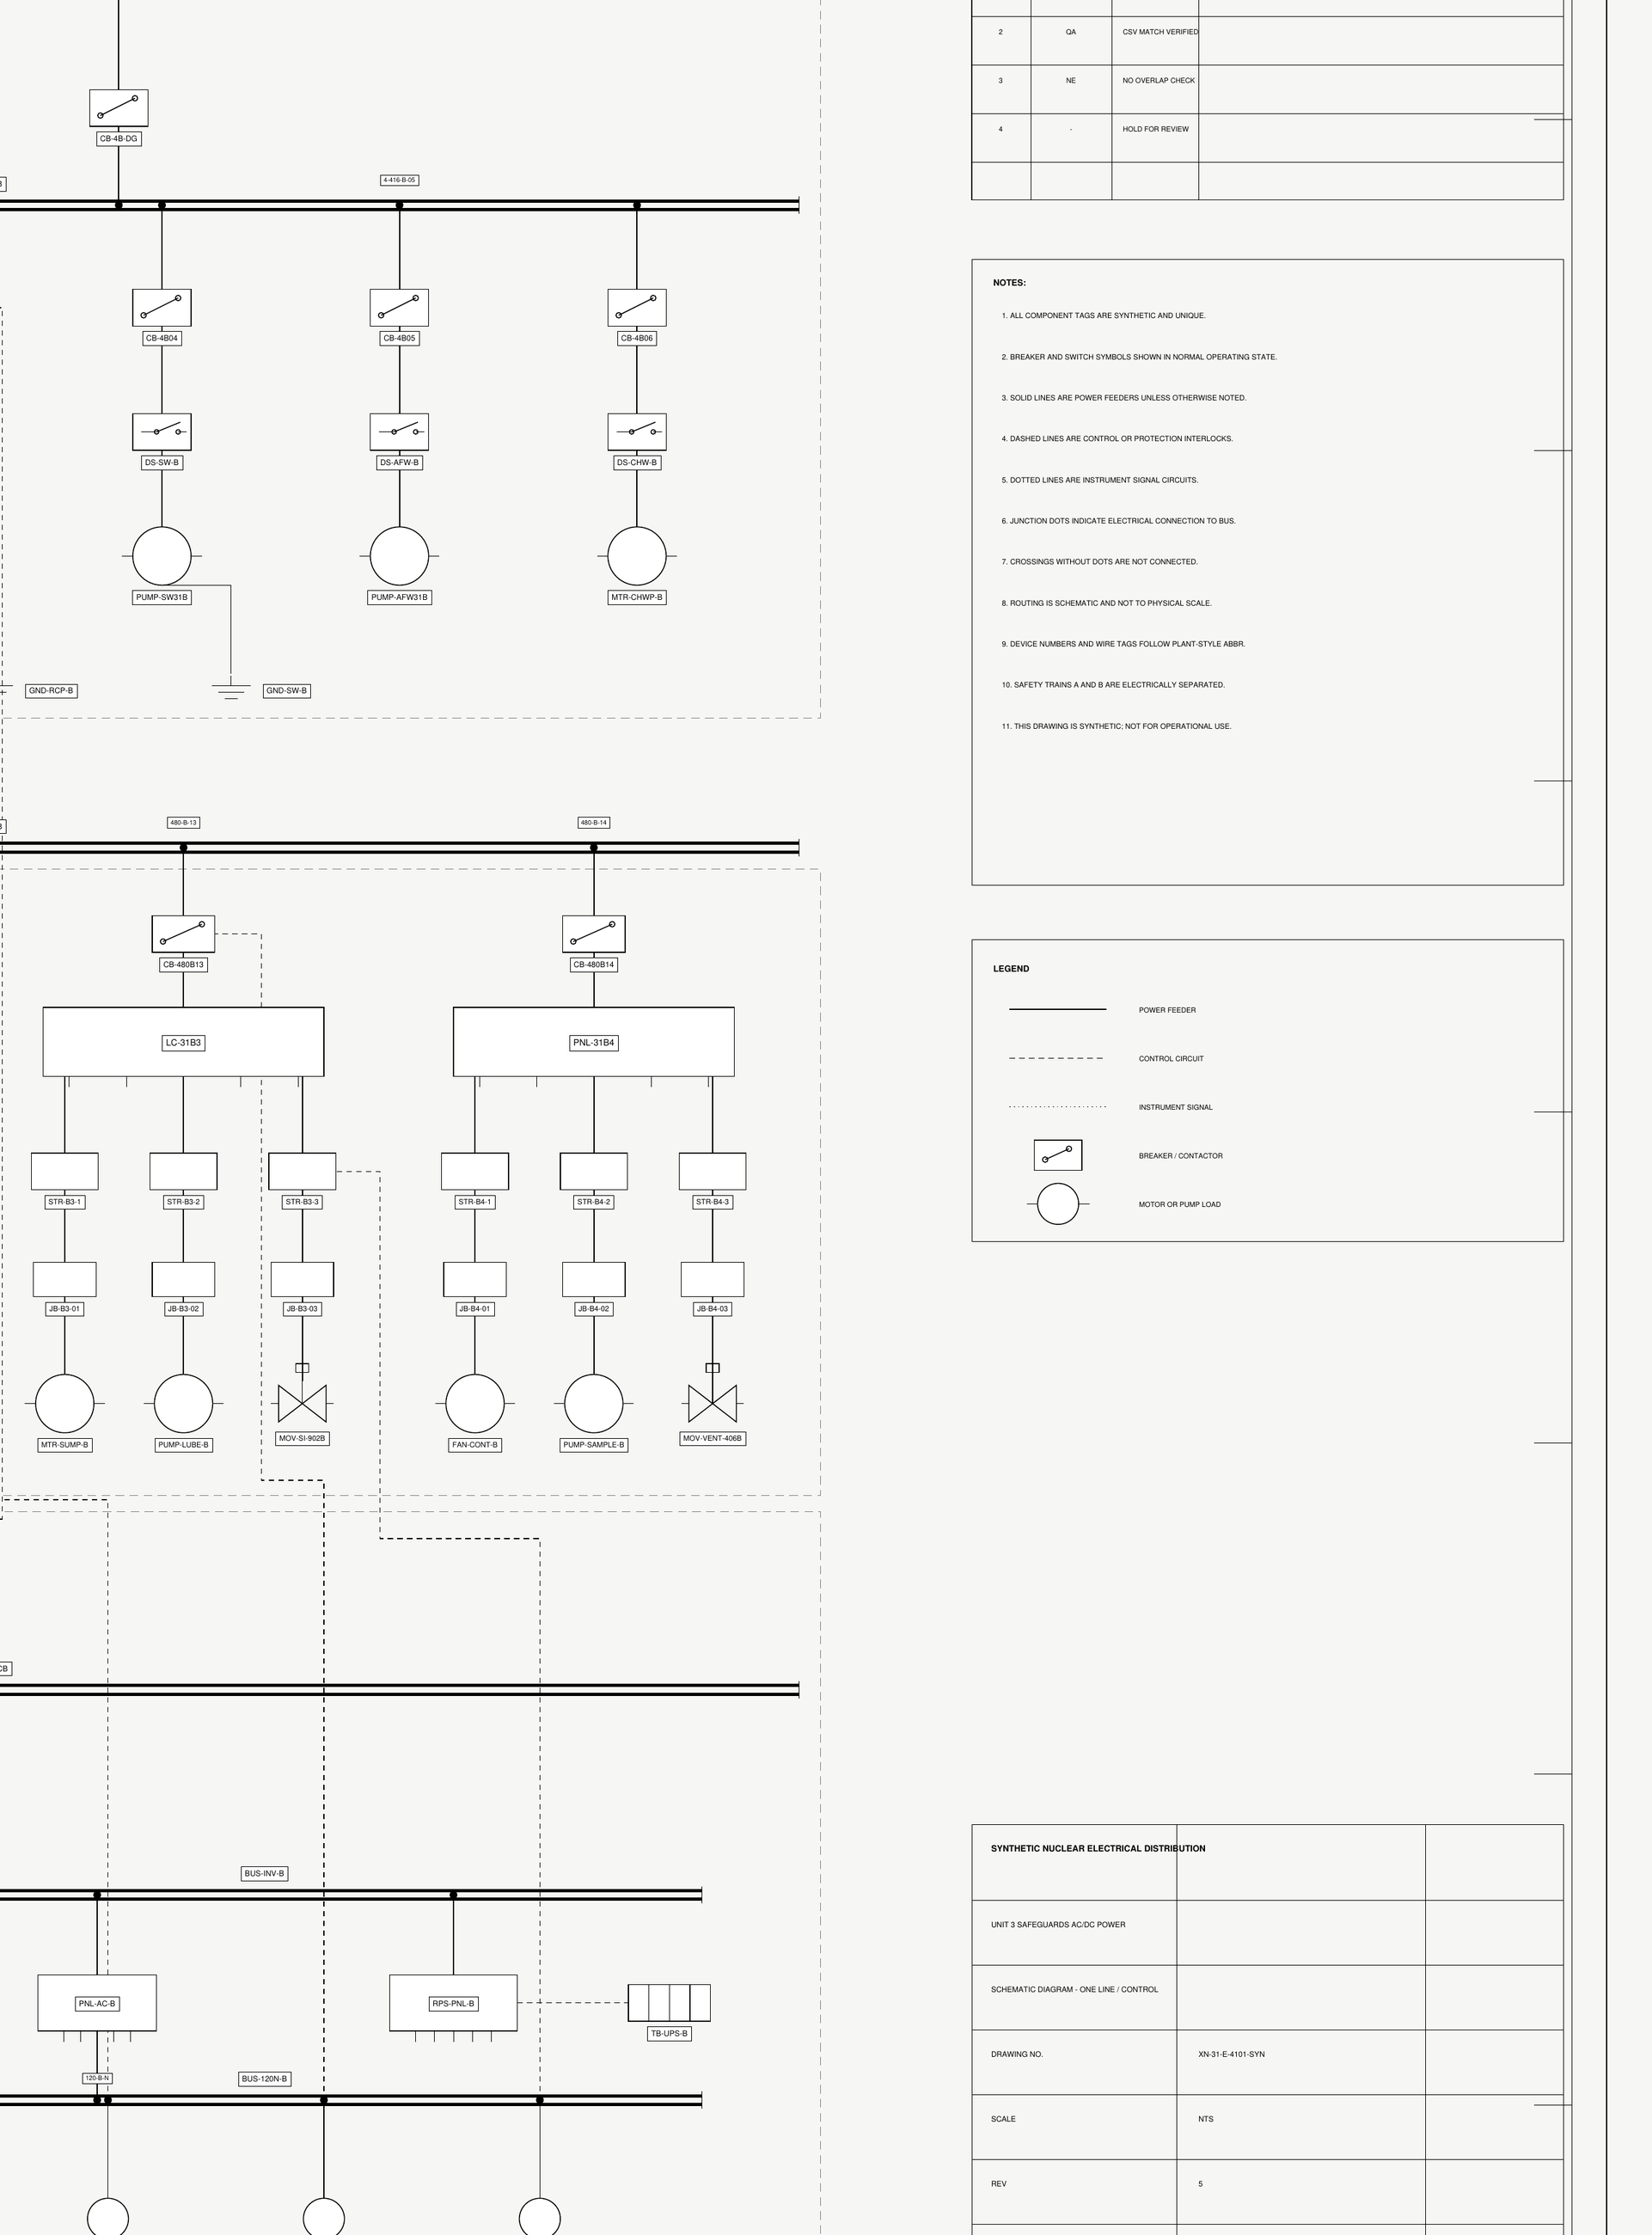 2 QA CSV MATCH VERIFIED
3 NE NO OVERLAP CHECK
4 - HOLD FOR REVIEW
CB-4B-DG
4-416-B-05
CB-4B04 CB-4B05 CB-4B06
DS-SW-B DS-AFW-B DS-CHW-B
PUMP-SW31B PUMP-AFW31B MTR-CHWP-B
GND-RCP-B GND-SW-B
NOTES:
1. ALL COMPONENT TAGS ARE SYNTHETIC AND UNIQUE.
2. BREAKER AND SWITCH SYMBOLS SHOWN IN NORMAL OPERATING STATE.
3. SOLID LINES ARE POWER FEEDERS UNLESS OTHERWISE NOTED.
4. DASHED LINES ARE CONTROL OR PROTECTION INTERLOCKS.
5. DOTTED LINES ARE INSTRUMENT SIGNAL CIRCUITS.
6. JUNCTION DOTS INDICATE ELECTRICAL CONNECTION TO BUS.
7. CROSSINGS WITHOUT DOTS ARE NOT CONNECTED.
8. ROUTING IS SCHEMATIC AND NOT TO PHYSICAL SCALE.
9. DEVICE NUMBERS AND WIRE TAGS FOLLOW PLANT-STYLE ABBR.
10. SAFETY TRAINS A AND B ARE ELECTRICALLY SEPARATED.
11. THIS DRAWING IS SYNTHETIC; NOT FOR OPERATIONAL USE.
480-B-13 480-B-14
CB-480B13 CB-480B14
LC-31B3 PNL-31B4
STR-B3-1 STR-B3-2 STR-B3-3 STR-B4-1 STR-B4-2 STR-B4-3
JB-B3-01 JB-B3-02 JB-B3-03 JB-B4-01 JB-B4-02 JB-B4-03
MTR-SUMP-B PUMP-LUBE-B MOV-SI-902B FAN-CONT-B PUMP-SAMPLE-B MOV-VENT-406B
LEGEND
POWER FEEDER
CONTROL CIRCUIT
INSTRUMENT SIGNAL
BREAKER / CONTACTOR
MOTOR OR PUMP LOAD
CB
BUS-INV-B
PNL-AC-B RPS-PNL-B
TB-UPS-B
120-B-N BUS-120N-B
SYNTHETIC NUCLEAR ELECTRICAL DISTRIBUTION
UNIT 3 SAFEGUARDS AC/DC POWER
SCHEMATIC DIAGRAM - ONE LINE / CONTROL
DRAWING NO. XN-31-E-4101-SYN
SCALE NTS
REV 5